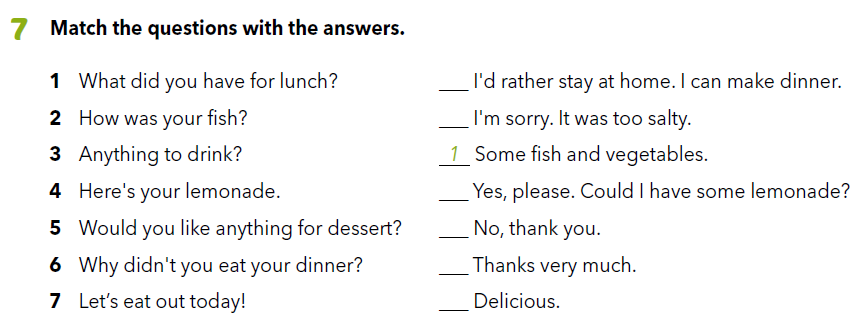 7 Match the questions with the answers.
1 What did you have for lunch? ___ I'd rather stay at home. I can make dinner.
2 How was your fish? ___ I'm sorry. It was too salty.
3 Anything to drink? 1 Some fish and vegetables.
4 Here's your lemonade. ___ Yes, please. Could I have some lemonade?
5 Would you like anything for dessert? ___ No, thank you.
6 Why didn't you eat your dinner? ___ Thanks very much.
7 Let’s eat out today! ___ Delicious.